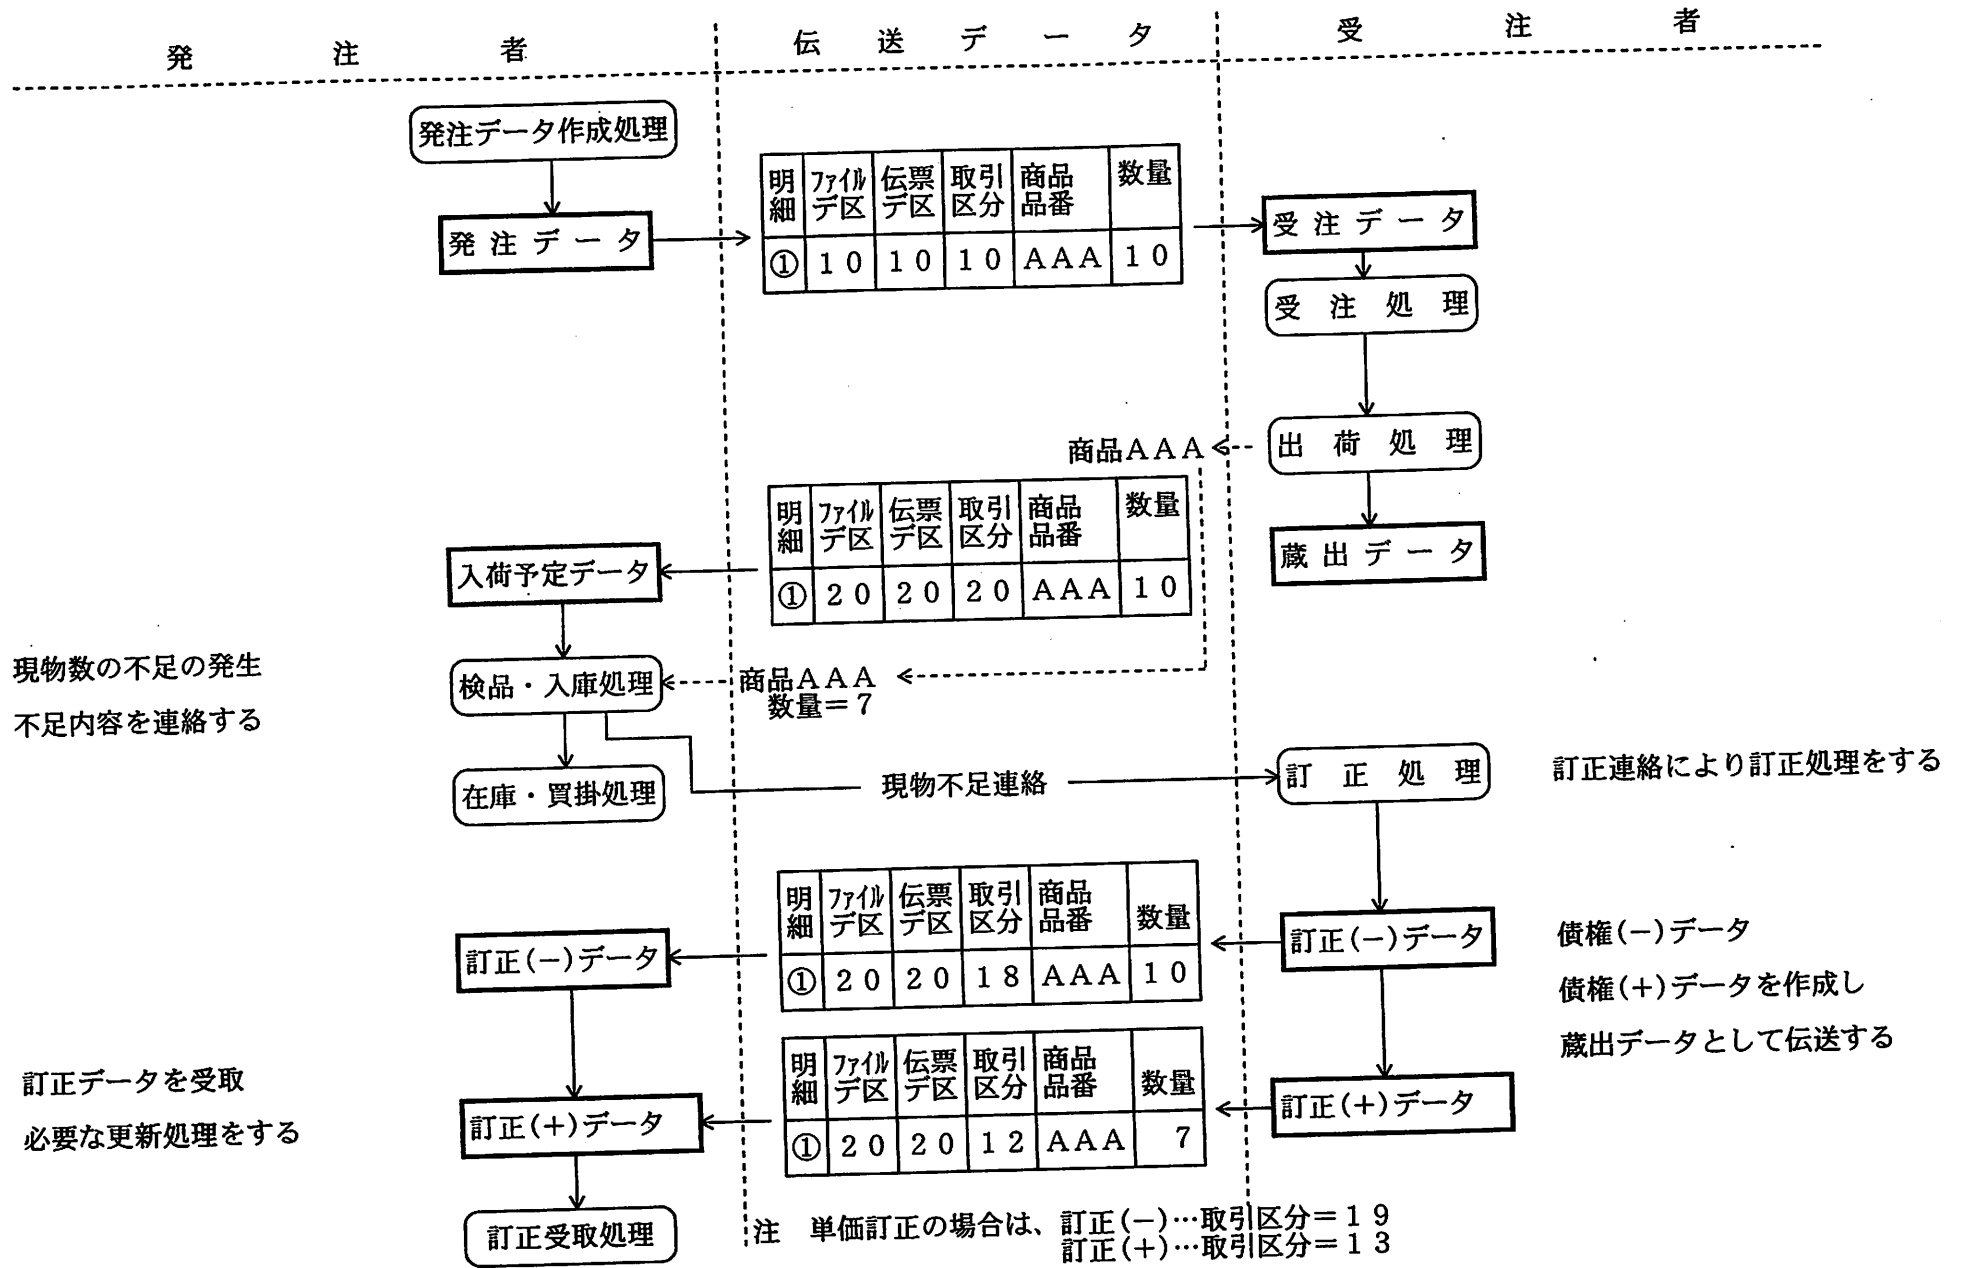 発注者 伝送データ 受注者
発注データ作成処理
発注データ
明細 ファイルデ区 伝票デ区 取引区分 商品品番 数量
① 10 10 10 AAA 10
受注データ
受注処理
出荷処理
商品AAA
蔵出データ
明細 ファイルデ区 伝票デ区 取引区分 商品品番 数量
① 20 20 20 AAA 10
入荷予定データ
現物数の不足の発生
不足内容を連絡する
検品・入庫処理
商品AAA
数量=7
在庫・買掛処理
現物不足連絡
訂正処理
訂正連絡により訂正処理をする
明細 ファイルデ区 伝票デ区 取引区分 商品品番 数量
① 20 20 18 AAA 10
訂正(-)データ
訂正(-)データ
債権(-)データ
債権(+)データを作成し
蔵出データとして伝送する
明細 ファイルデ区 伝票デ区 取引区分 商品品番 数量
① 20 20 12 AAA 7
訂正データを受取
必要な更新処理をする
訂正(+)データ
訂正(+)データ
訂正受取処理
注 単価訂正の場合は、訂正(-)…取引区分=19
訂正(+)…取引区分=13